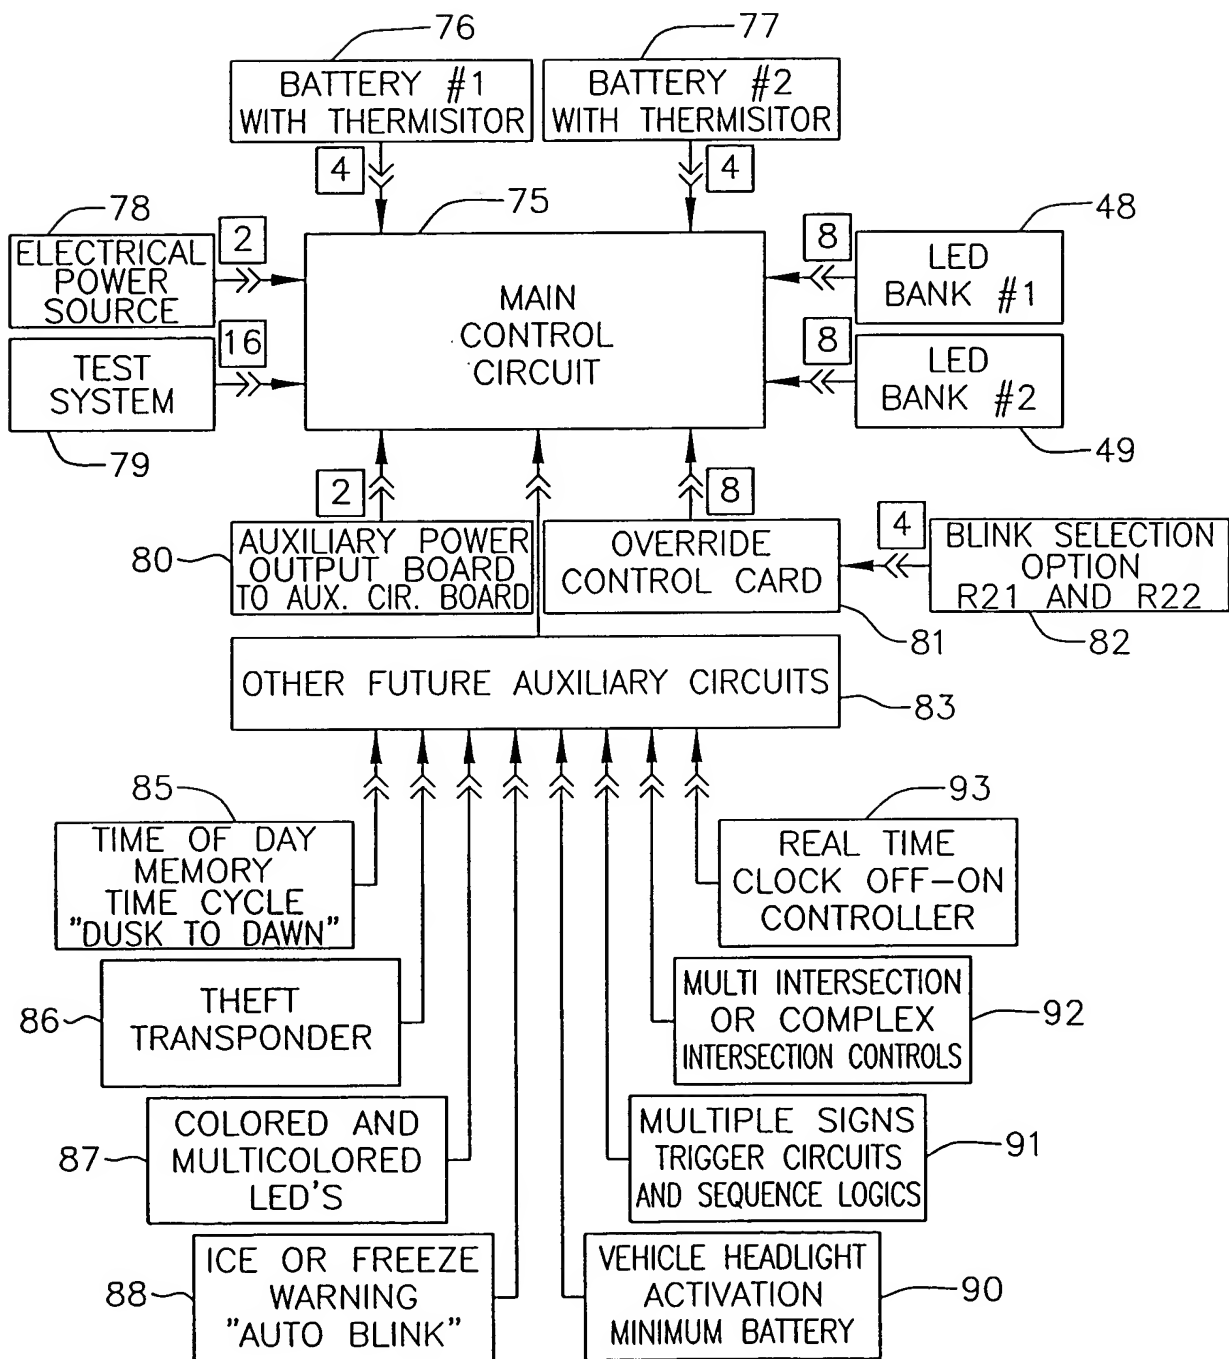 76
77
BATTERY #1
WITH THERMISITOR
BATTERY #2
WITH THERMISITOR
4
4
78
75
48
2
8
ELECTRICAL
POWER
SOURCE
MAIN
CONTROL
CIRCUIT
LED
BANK #1
16
8
TEST
SYSTEM
LED
BANK #2
79
49
2
8
4
80
AUXILIARY POWER
OUTPUT BOARD
TO AUX. CIR. BOARD
OVERRIDE
CONTROL CARD
BLINK SELECTION
OPTION
R21 AND R22
81
82
OTHER FUTURE AUXILIARY CIRCUITS
83
85
93
TIME OF DAY
MEMORY
TIME CYCLE
"DUSK TO DAWN"
REAL TIME
CLOCK OFF-ON
CONTROLLER
86
THEFT
TRANSPONDER
MULTI INTERSECTION
OR COMPLEX
INTERSECTION CONTROLS
92
87
COLORED AND
MULTICOLORED
LED'S
MULTIPLE SIGNS
TRIGGER CIRCUITS
AND SEQUENCE LOGICS
91
88
ICE OR FREEZE
WARNING
"AUTO BLINK"
VEHICLE HEADLIGHT
ACTIVATION
MINIMUM BATTERY
90